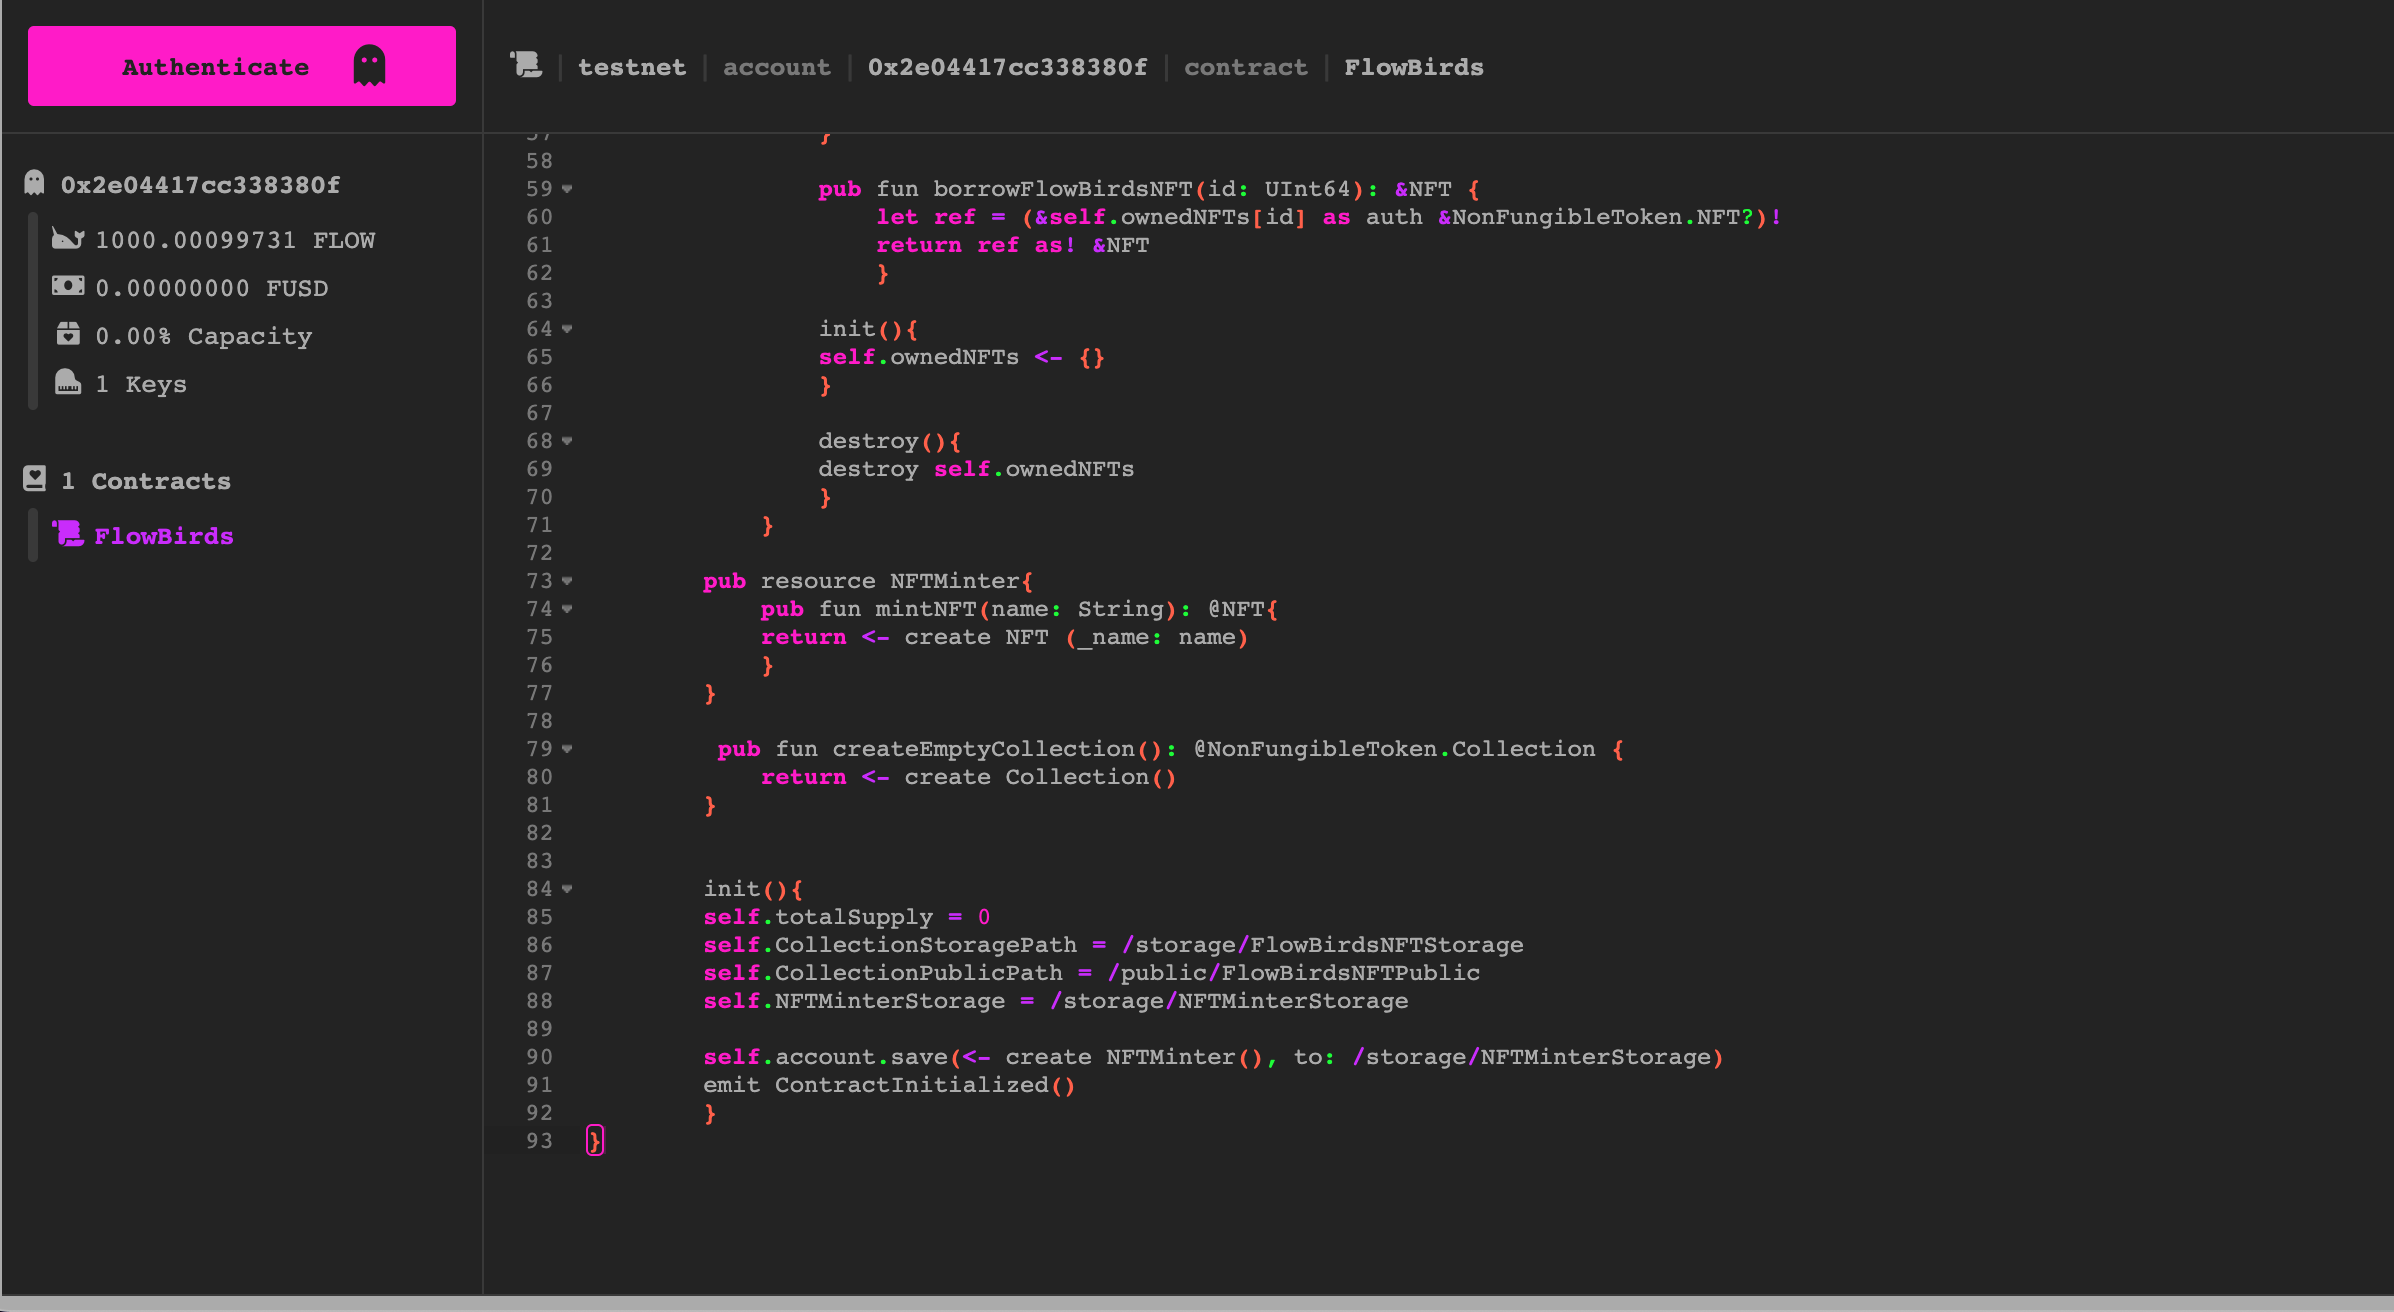 Authenticate
testnet | account | 0x2e04417cc338380f | contract | FlowBirds
0x2e04417cc338380f
1000.00099731 FLOW
0.00000000 FUSD
0.00% Capacity
1 Keys
1 Contracts
FlowBirds
57 }
58
59 pub fun borrowFlowBirdsNFT(id: UInt64): &NFT {
60 let ref = (&self.ownedNFTs[id] as auth &NonFungibleToken.NFT?)!
61 return ref as! &NFT
62 }
63
64 init(){
65 self.ownedNFTs <- {}
66 }
67
68 destroy(){
69 destroy self.ownedNFTs
70 }
71 }
72
73 pub resource NFTMinter{
74 pub fun mintNFT(name: String): @NFT{
75 return <- create NFT (_name: name)
76 }
77 }
78
79 pub fun createEmptyCollection(): @NonFungibleToken.Collection {
80 return <- create Collection()
81 }
82
83
84 init(){
85 self.totalSupply = 0
86 self.CollectionStoragePath = /storage/FlowBirdsNFTStorage
87 self.CollectionPublicPath = /public/FlowBirdsNFTPublic
88 self.NFTMinterStorage = /storage/NFTMinterStorage
89
90 self.account.save(<- create NFTMinter(), to: /storage/NFTMinterStorage)
91 emit ContractInitialized()
92 }
93 }